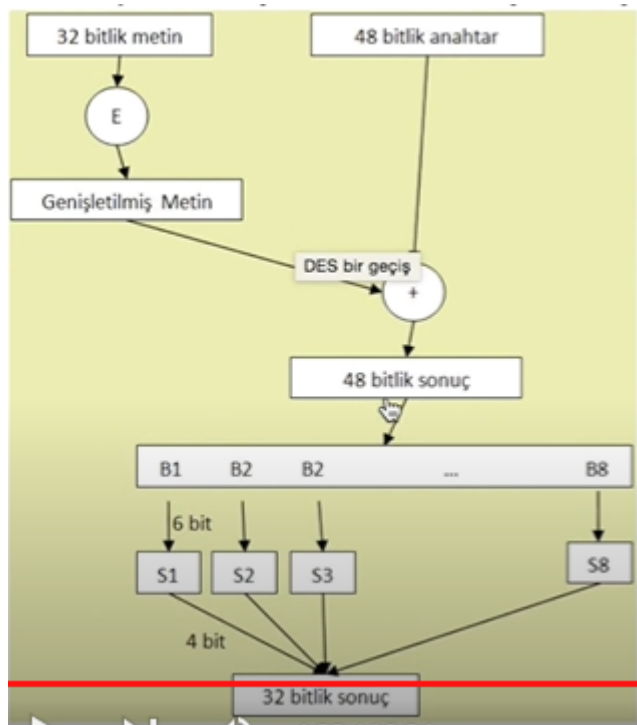 32 bitlik metin
48 bitlik anahtar
E
Genişletilmiş Metin
DES bir geçiş
+
48 bitlik sonuç
B1 B2 B2 ... B8
6 bit
S1 S2 S3 S8
4 bit
32 bitlik sonuç